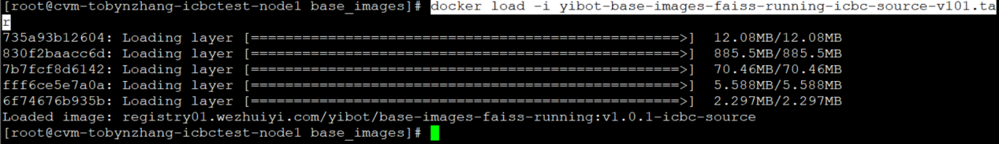 [root@cvm-tobynzhang-icbctest-node1 base_images]# docker load -i yibot-base-images-faiss-running-icbc-source-v101.ta
r
735a93b12604: Loading layer [==================================================>]  12.08MB/12.08MB
830f2baacc6d: Loading layer [==================================================>]  885.5MB/885.5MB
7b7fcf8d6142: Loading layer [==================================================>]  70.46MB/70.46MB
fff6ce5e7a0a: Loading layer [==================================================>]  5.588MB/5.588MB
6f74676b935b: Loading layer [==================================================>]  2.297MB/2.297MB
Loaded image: registry01.wezhuiyi.com/yibot/base-images-faiss-running:v1.0.1-icbc-source
[root@cvm-tobynzhang-icbctest-node1 base_images]#